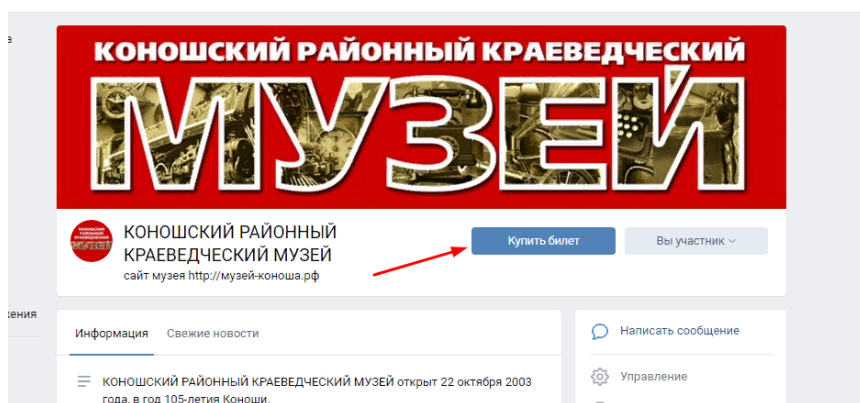 КОНОШСКИЙ РАЙОННЫЙ КРАЕВЕДЧЕСКИЙ
МУЗЕЙ
КОНОШСКИЙ РАЙОННЫЙ
КРАЕВЕДЧЕСКИЙ МУЗЕЙ
сайт музея http://музей-коноша.рф
Купить билет
Вы участник
Информация Свежие новости
КОНОШСКИЙ РАЙОННЫЙ КРАЕВЕДЧЕСКИЙ МУЗЕЙ открыт 22 октября 2003
года, в год 105-летия Коноши.
Написать сообщение
Управление